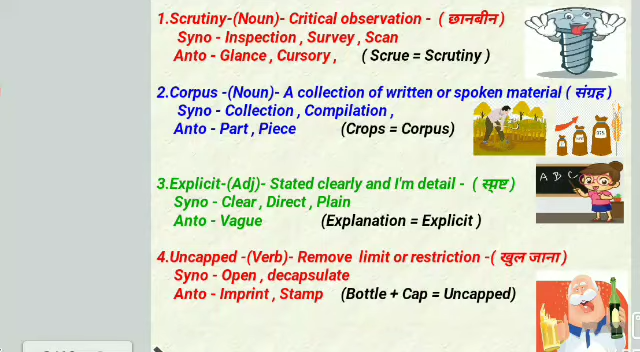 1.Scrutiny-(Noun)- Critical observation - ( छानबीन )
Syno - Inspection , Survey , Scan
Anto - Glance , Cursory , ( Scrue = Scrutiny )
2.Corpus -(Noun)- A collection of written or spoken material ( संग्रह )
Syno - Collection , Compilation ,
Anto - Part , Piece (Crops = Corpus)
3.Explicit-(Adj)- Stated clearly and I'm detail - ( स्पष्ट )
Syno - Clear , Direct , Plain
Anto - Vague (Explanation = Explicit )
A B C
4.Uncapped -(Verb)- Remove limit or restriction -( खुल जाना )
Syno - Open , decapsulate
Anto - Imprint , Stamp (Bottle + Cap = Uncapped)